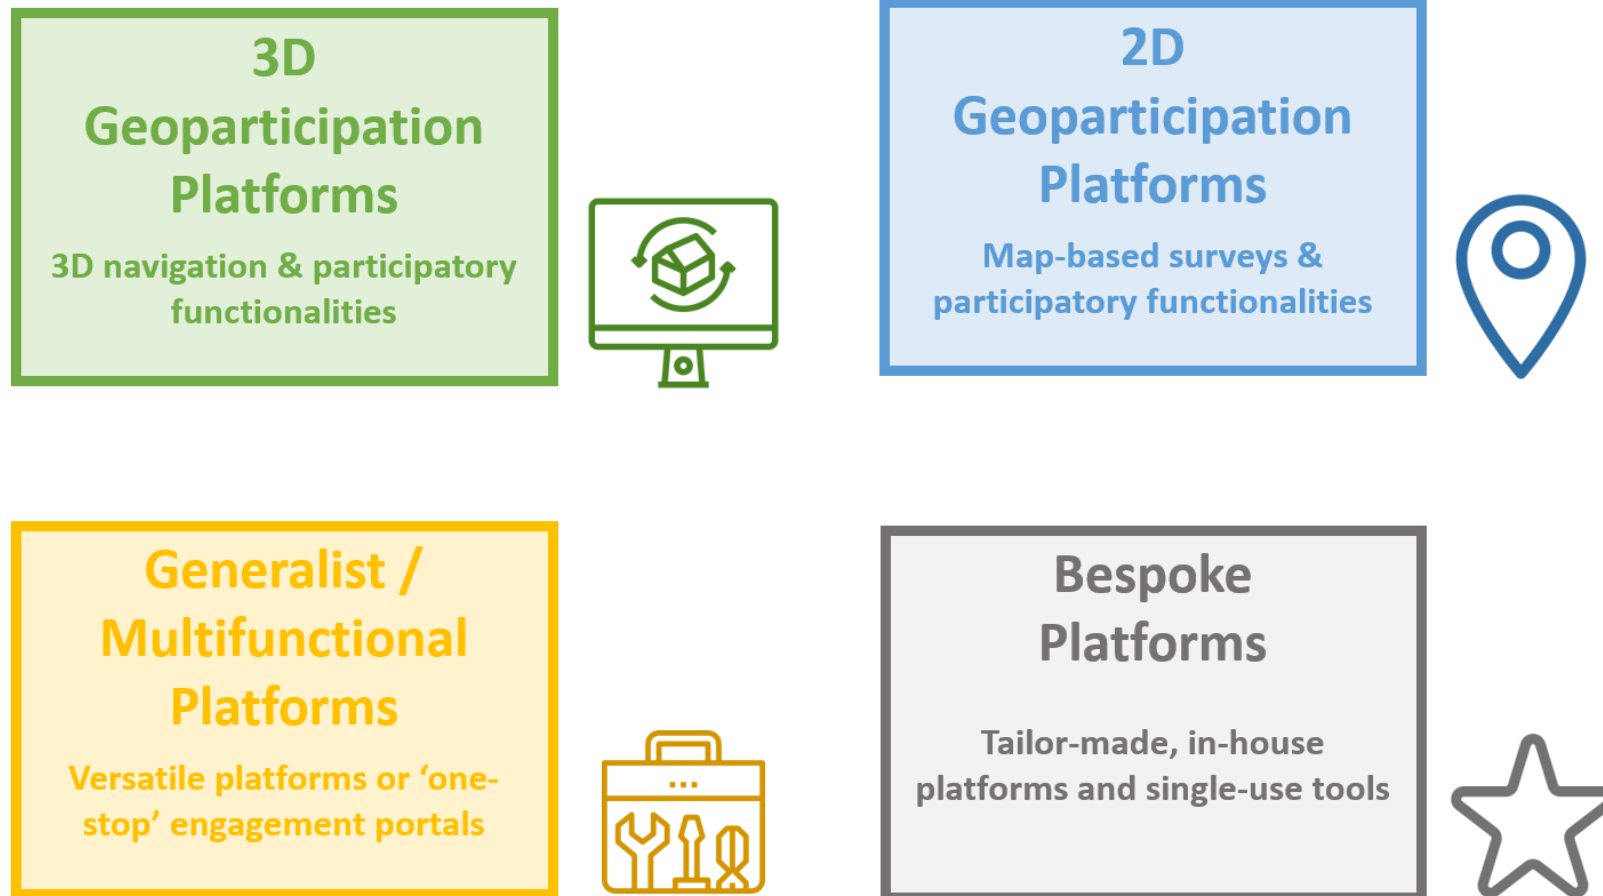 3D
Geoparticipation
Platforms
3D navigation & participatory
functionalities
2D
Geoparticipation
Platforms
Map-based surveys &
participatory functionalities
Generalist /
Multifunctional
Platforms
Versatile platforms or ‘one-
stop’ engagement portals
Bespoke
Platforms
Tailor-made, in-house
platforms and single-use tools